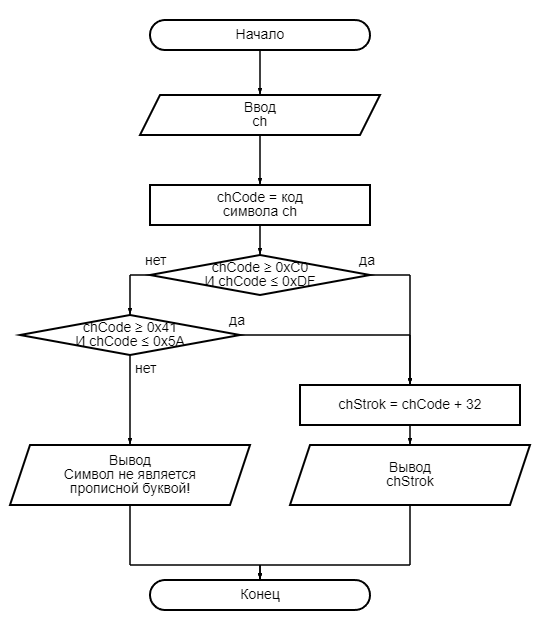 Начало
Ввод
ch
chCode = код
символа ch
нет
chCode ≥ 0xC0
И chCode ≤ 0xDF
да
chCode ≥ 0x41
И chCode ≤ 0x5A
да
нет
chStrok = chCode + 32
Вывод
Символ не является
прописной буквой!
Вывод
chStrok
Конец